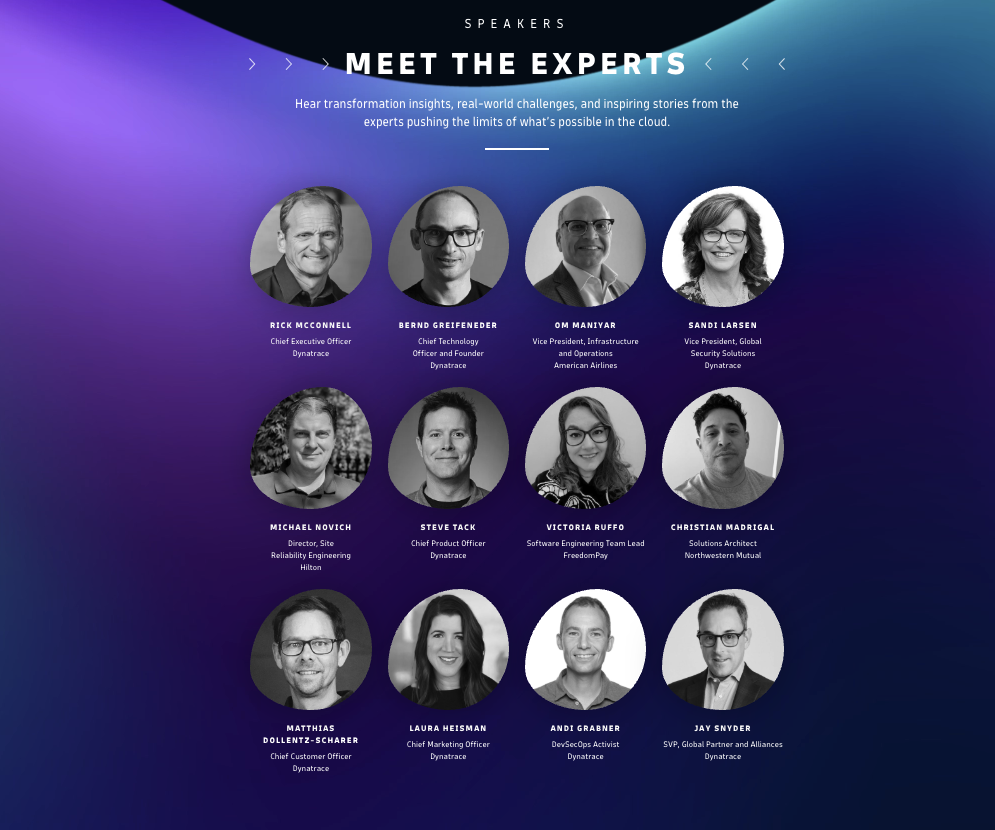 SPEAKERS
MEET THE EXPERTS
Hear transformation insights, real-world challenges, and inspiring stories from the
experts pushing the limits of what's possible in the cloud.
RICK MCCONNELL
Chief Executive Officer
Dynatrace
BERND GREIFENEDER
Chief Technology
Officer and Founder
Dynatrace
OM MANIYAR
Vice President, Infrastructure
and Operations
American Airlines
SANDI LARSEN
Vice President, Global
Security Solutions
Dynatrace
MICHAEL NOVICH
Director, Site
Reliability Engineering
Hilton
STEVE TACK
Chief Product Officer
Dynatrace
VICTORIA RUFFO
Software Engineering Team Lead
FreedomPay
CHRISTIAN MADRIGAL
Solutions Architect
Northwestern Mutual
MATTHIAS
DOLLENTZ-SCHARER
Chief Customer Officer
Dynatrace
LAURA HEISMAN
Chief Marketing Officer
Dynatrace
ANDI GRABNER
DevSecOps Activist
Dynatrace
JAY SNYDER
SVP, Global Partner and Alliances
Dynatrace